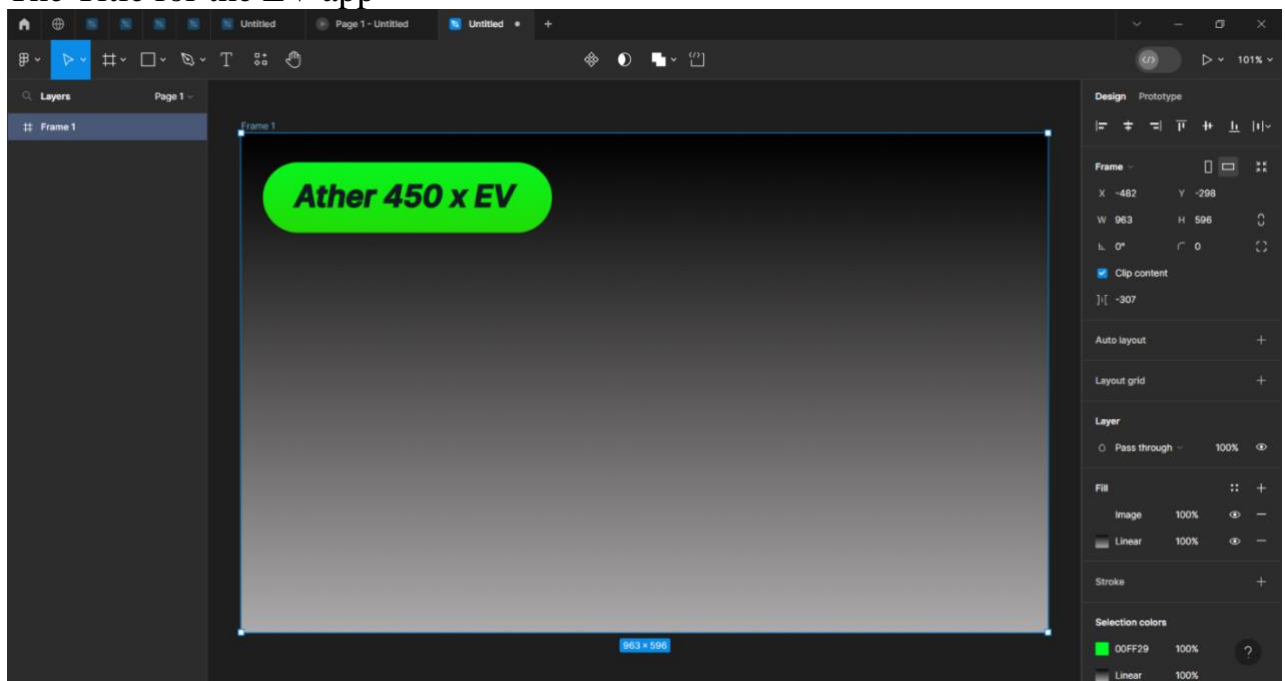 The Title for the EV app
Untitled
Page 1 - Untitled
Untitled
T
101%
Layers
Page 1
Design
Prototype
Frame 1
Frame 1
Ather 450 x EV
Frame
X -482
Y -298
W 963
H 596
0°
0
Clip content
-307
Auto layout
Layout grid
Layer
Pass through
100%
Fill
Image
100%
Linear
100%
Stroke
Selection colors
963 × 596
00FF29
100%
?
Linear
100%